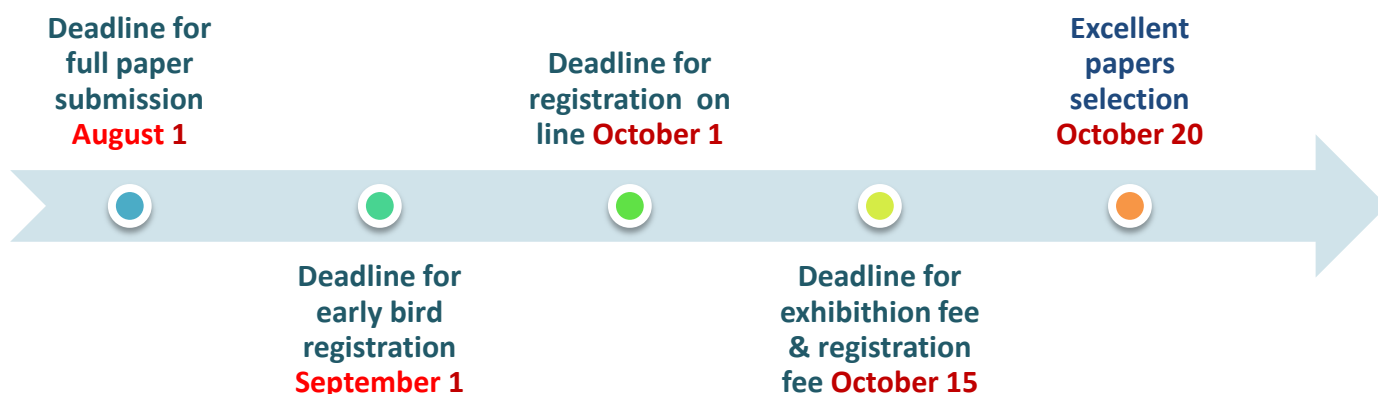 Deadline for
full paper
submission
August 1
Deadline for
early bird
registration
September 1
Deadline for
registration on
line October 1
Deadline for
exhibithion fee
& registration
fee October 15
Excellent
papers
selection
October 20